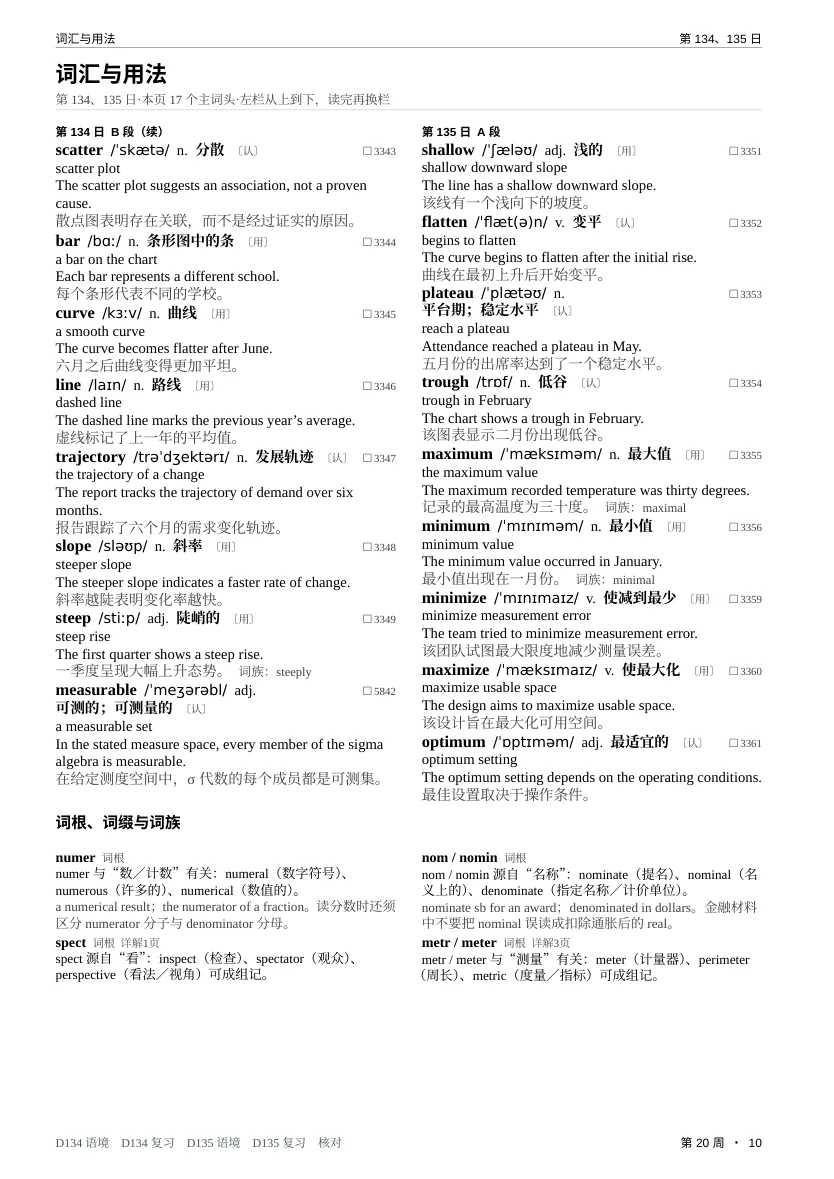 词汇与用法 第 134、135 日
词汇与用法
第 134、135 日·本页 17 个主词头·左栏从上到下，读完再换栏
第 134 日 B 段（续）
scatter /ˈskætə/ n. 分散 〔认〕 □3343
scatter plot
The scatter plot suggests an association, not a proven
cause.
散点图表明存在关联，而不是经过证实的原因。
bar /bɑː/ n. 条形图中的条 〔用〕 □3344
a bar on the chart
Each bar represents a different school.
每个条形代表不同的学校。
curve /kɜːv/ n. 曲线 〔用〕 □3345
a smooth curve
The curve becomes flatter after June.
六月之后曲线变得更加平坦。
line /laɪn/ n. 路线 〔用〕 □3346
dashed line
The dashed line marks the previous year’s average.
虚线标记了上一年的平均值。
trajectory /trəˈdʒektərɪ/ n. 发展轨迹 〔认〕 □3347
the trajectory of a change
The report tracks the trajectory of demand over six
months.
报告跟踪了六个月的需求变化轨迹。
slope /sləʊp/ n. 斜率 〔用〕 □3348
steeper slope
The steeper slope indicates a faster rate of change.
斜率越陡表明变化率越快。
steep /stiːp/ adj. 陡峭的 〔用〕 □3349
steep rise
The first quarter shows a steep rise.
一季度呈现大幅上升态势。 词族：steeply
measurable /ˈmeʒərəbl/ adj. □5842
可测的；可测量的 〔认〕
a measurable set
In the stated measure space, every member of the sigma
algebra is measurable.
在给定测度空间中，σ 代数的每个成员都是可测集。
第 135 日 A 段
shallow /ˈʃæləʊ/ adj. 浅的 〔用〕 □3351
shallow downward slope
The line has a shallow downward slope.
该线有一个浅向下的坡度。
flatten /ˈflæt(ə)n/ v. 变平 〔认〕 □3352
begins to flatten
The curve begins to flatten after the initial rise.
曲线在最初上升后开始变平。
plateau /ˈplætəʊ/ n. □3353
平台期；稳定水平 〔认〕
reach a plateau
Attendance reached a plateau in May.
五月份的出席率达到了一个稳定水平。
trough /trɒf/ n. 低谷 〔认〕 □3354
trough in February
The chart shows a trough in February.
该图表显示二月份出现低谷。
maximum /ˈmæksɪməm/ n. 最大值 〔用〕 □3355
the maximum value
The maximum recorded temperature was thirty degrees.
记录的最高温度为三十度。 词族：maximal
minimum /ˈmɪnɪməm/ n. 最小值 〔用〕 □3356
minimum value
The minimum value occurred in January.
最小值出现在一月份。 词族：minimal
minimize /ˈmɪnɪmaɪz/ v. 使减到最少 〔用〕 □3359
minimize measurement error
The team tried to minimize measurement error.
该团队试图最大限度地减少测量误差。
maximize /ˈmæksɪmaɪz/ v. 使最大化 〔用〕 □3360
maximize usable space
The design aims to maximize usable space.
该设计旨在最大化可用空间。
optimum /ˈɒptɪməm/ adj. 最适宜的 〔认〕 □3361
optimum setting
The optimum setting depends on the operating conditions.
最佳设置取决于操作条件。
词根、词缀与词族
numer 词根
numer 与“数／计数”有关：numeral（数字符号）、
numerous（许多的）、numerical（数值的）。
a numerical result；the numerator of a fraction。读分数时还须
区分 numerator 分子与 denominator 分母。
spect 词根 详解1页
spect 源自“看”：inspect（检查）、spectator（观众）、
perspective（看法／视角）可成组记。
nom / nomin 词根
nom / nomin 源自“名称”：nominate（提名）、nominal（名
义上的）、denominate（指定名称／计价单位）。
nominate sb for an award；denominated in dollars。金融材料
中不要把 nominal 误读成扣除通胀后的 real。
metr / meter 词根 详解3页
metr / meter 与“测量”有关：meter（计量器）、perimeter
（周长）、metric（度量／指标）可成组记。
D134 语境 D134 复习 D135 语境 D135 复习 核对 第 20 周 · 10